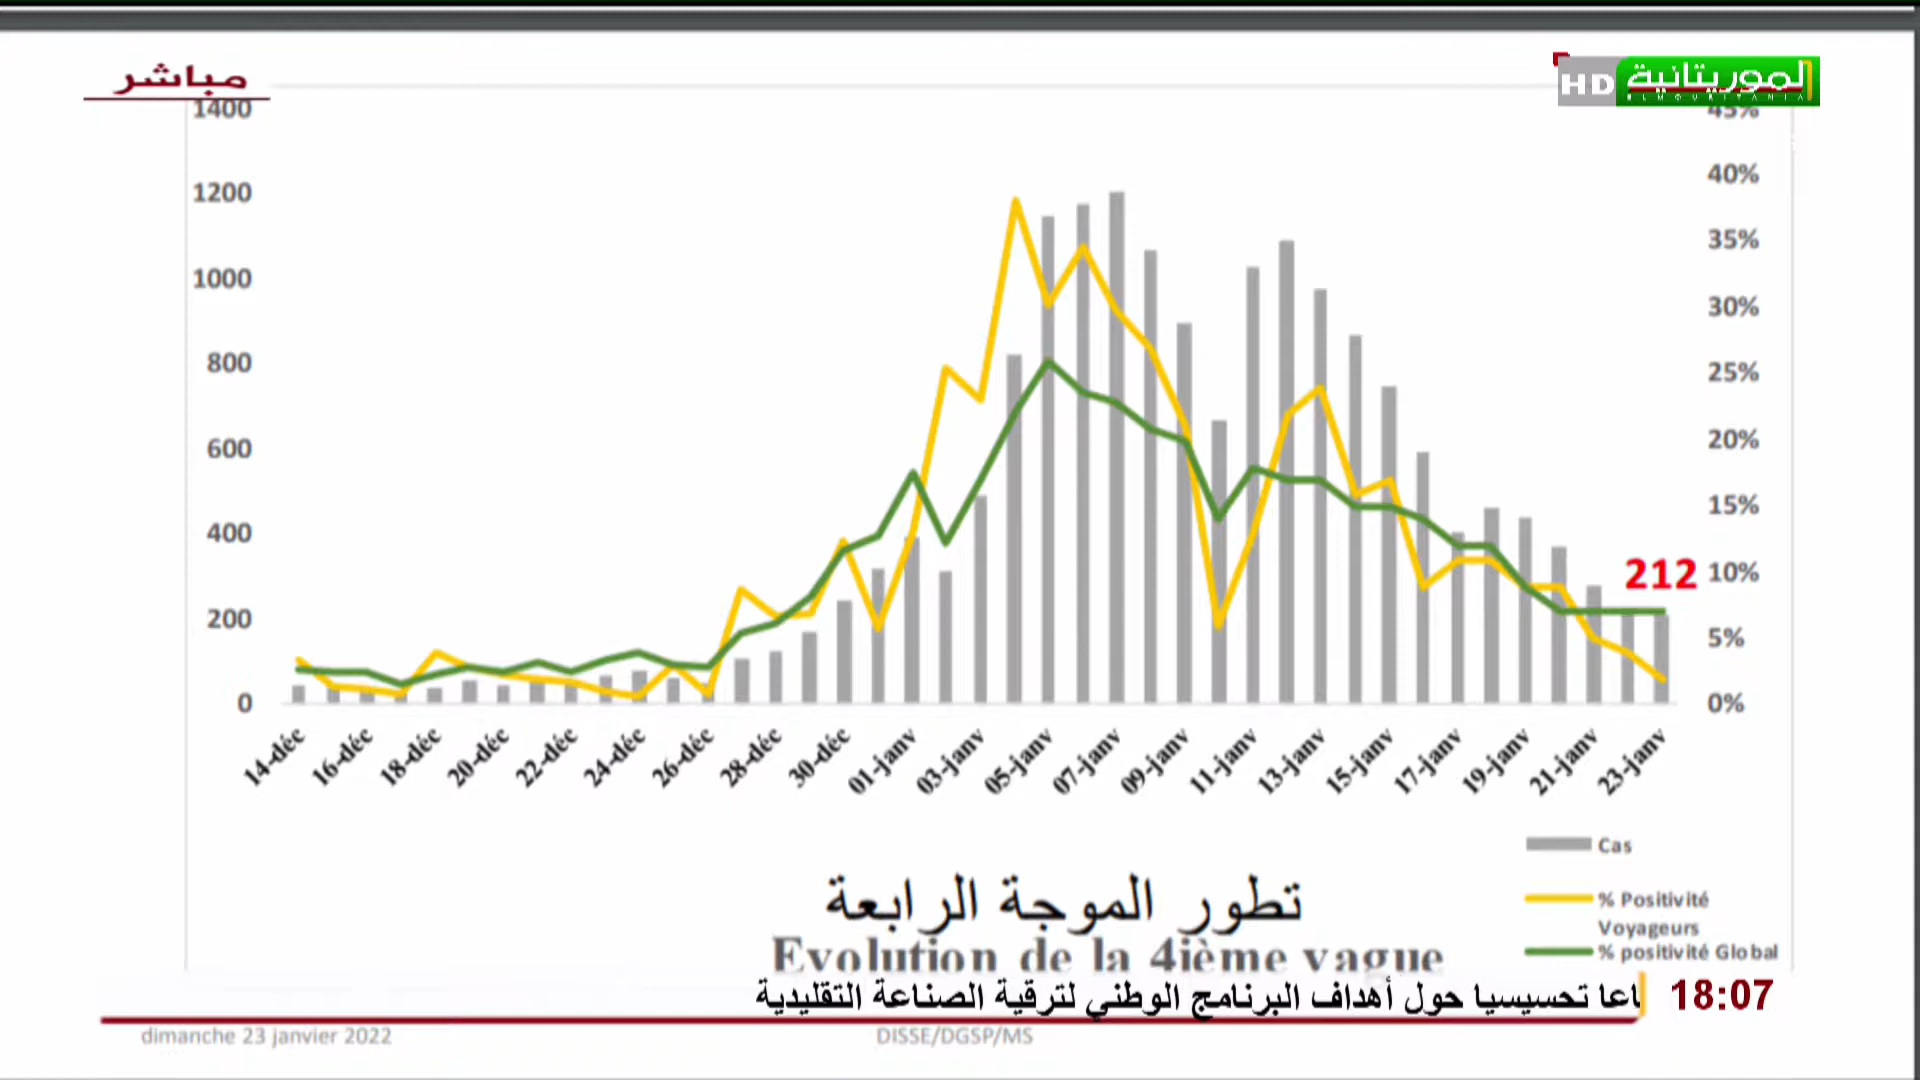 مباشر
HD الموريتانية
ELMOURITANIA
1400
1200
1000
800
600
400
200
0
45%
40%
35%
30%
25%
20%
15%
10%
5%
0%
212
14-déc
16-déc
18-déc
20-déc
22-déc
24-déc
26-déc
28-déc
30-déc
01-janv
03-janv
05-janv
07-janv
09-janv
11-janv
13-janv
15-janv
17-janv
19-janv
21-janv
23-janv
Cas
% Positivité
Voyageurs
% positivité Global
تطور الموجة الرابعة
Evolution de la 4ième vague
تحسيسيا حول أهداف البرنامج الوطني لترقية الصناعة التقليدية
18:07
dimanche 23 janvier 2022
DISSE/DGSP/MS